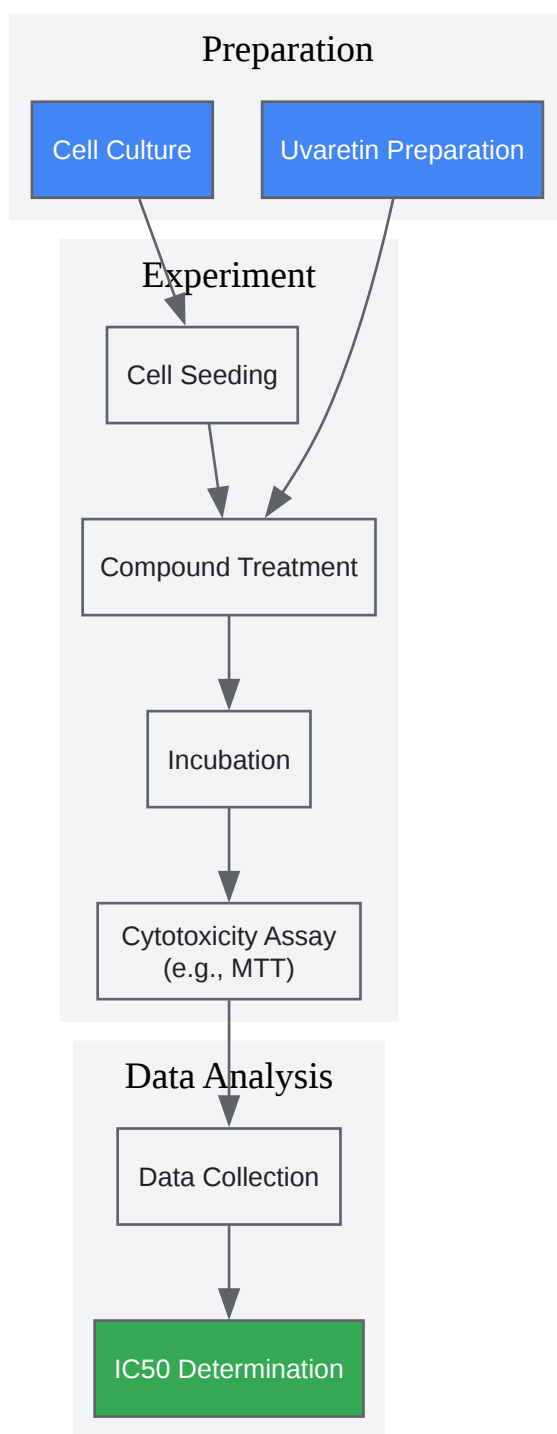 Preparation
Cell Culture
Uvaretin Preparation
Experiment
Cell Seeding
Compound Treatment
Incubation
Cytotoxicity Assay
(e.g., MTT)
Data Analysis
Data Collection
IC50 Determination